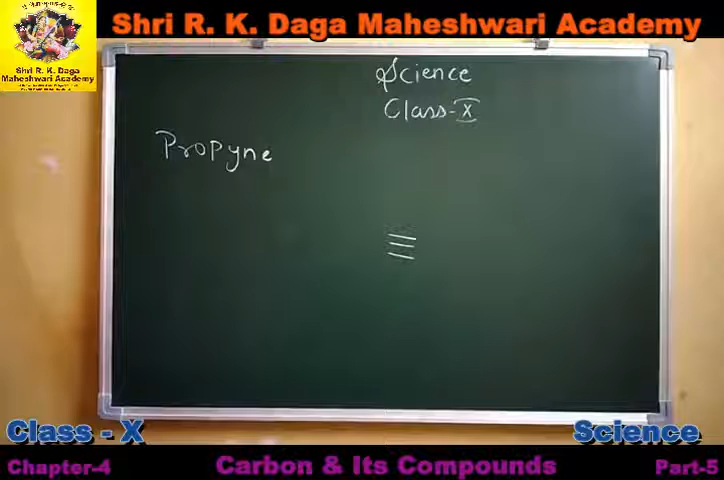 Shri R. K. Daga Maheshwari Academy
Shri R. K. Daga
Maheshwari Academy
Science
Class-X
Propyne
≡
Class - X
Science
Chapter-4
Carbon & Its Compounds
Part-5